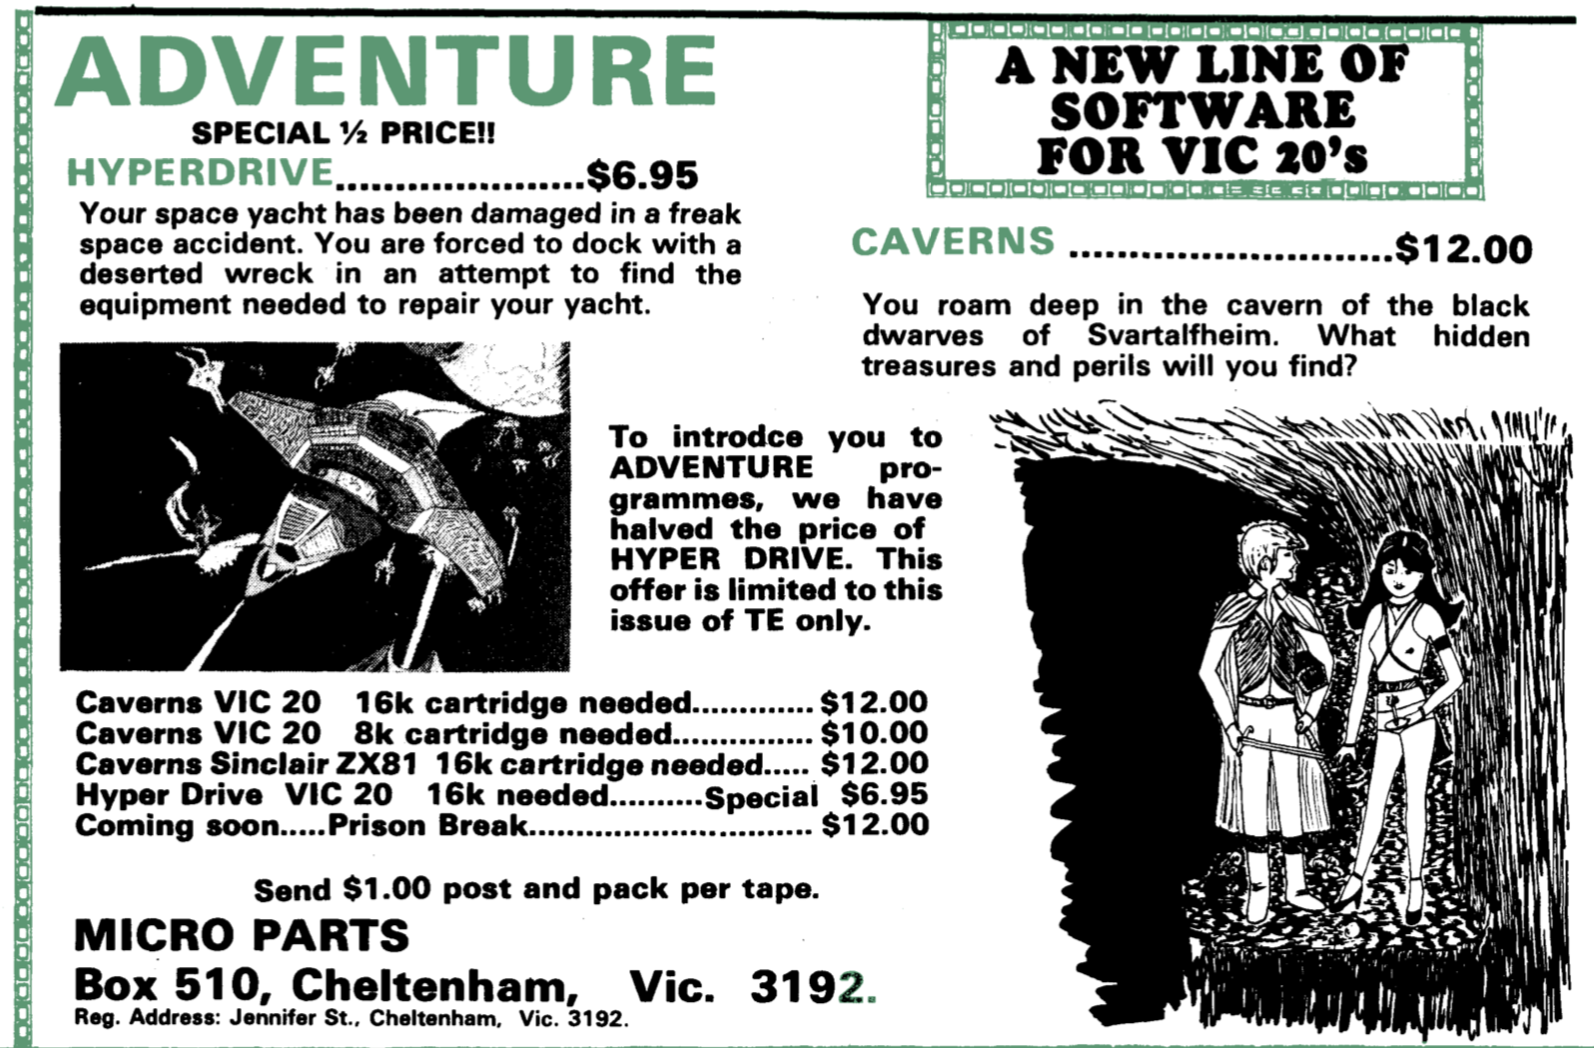 ADVENTURE
SPECIAL ½ PRICE!!
HYPERDRIVE.....................$6.95
Your space yacht has been damaged in a freak
space accident. You are forced to dock with a
deserted wreck in an attempt to find the
equipment needed to repair your yacht.
A NEW LINE OF
SOFTWARE
FOR VIC 20's
CAVERNS ...........................$12.00
You roam deep in the cavern of the black
dwarves of Svartalfheim. What hidden
treasures and perils will you find?
To introdce you to
ADVENTURE pro-
grammes, we have
halved the price of
HYPER DRIVE. This
offer is limited to this
issue of TE only.
Caverns VIC 20 16k cartridge needed............. $12.00
Caverns VIC 20 8k cartridge needed............... $10.00
Caverns Sinclair ZX81 16k cartridge needed..... $12.00
Hyper Drive VIC 20 16k needed..........Special $6.95
Coming soon.....Prison Break.............................. $12.00
Send $1.00 post and pack per tape.
MICRO PARTS
Box 510, Cheltenham, Vic. 3192.
Reg. Address: Jennifer St., Cheltenham, Vic. 3192.